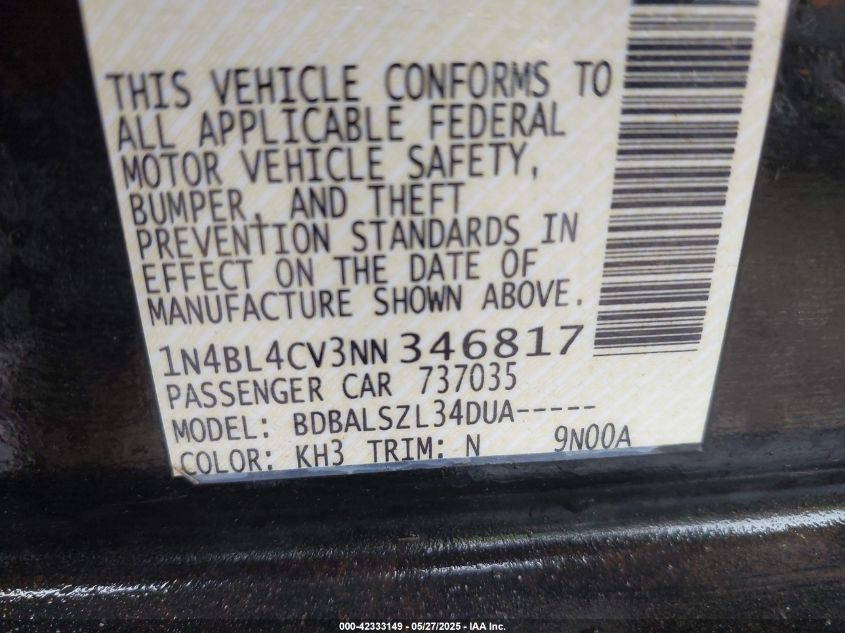 THIS VEHICLE CONFORMS TO
ALL APPLICABLE FEDERAL
MOTOR VEHICLE SAFETY,
BUMPER, AND THEFT
PREVENTION STANDARDS IN
EFFECT ON THE DATE OF
MANUFACTURE SHOWN ABOVE.
1N4BL4CV3NN 346817
PASSENGER CAR 737035
MODEL: BDBALSZL34DUA-----
COLOR: KH3 TRIM: N 9N00A
000-42333149 - 05/27/2025 - IAA Inc.